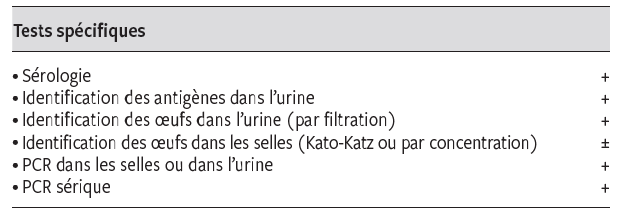 Tests spécifiques
• Sérologie +
• Identification des antigènes dans l’urine +
• Identification des œufs dans l’urine (par filtration) +
• Identification des œufs dans les selles (Kato-Katz ou par concentration) ±
• PCR dans les selles ou dans l’urine +
• PCR sérique +